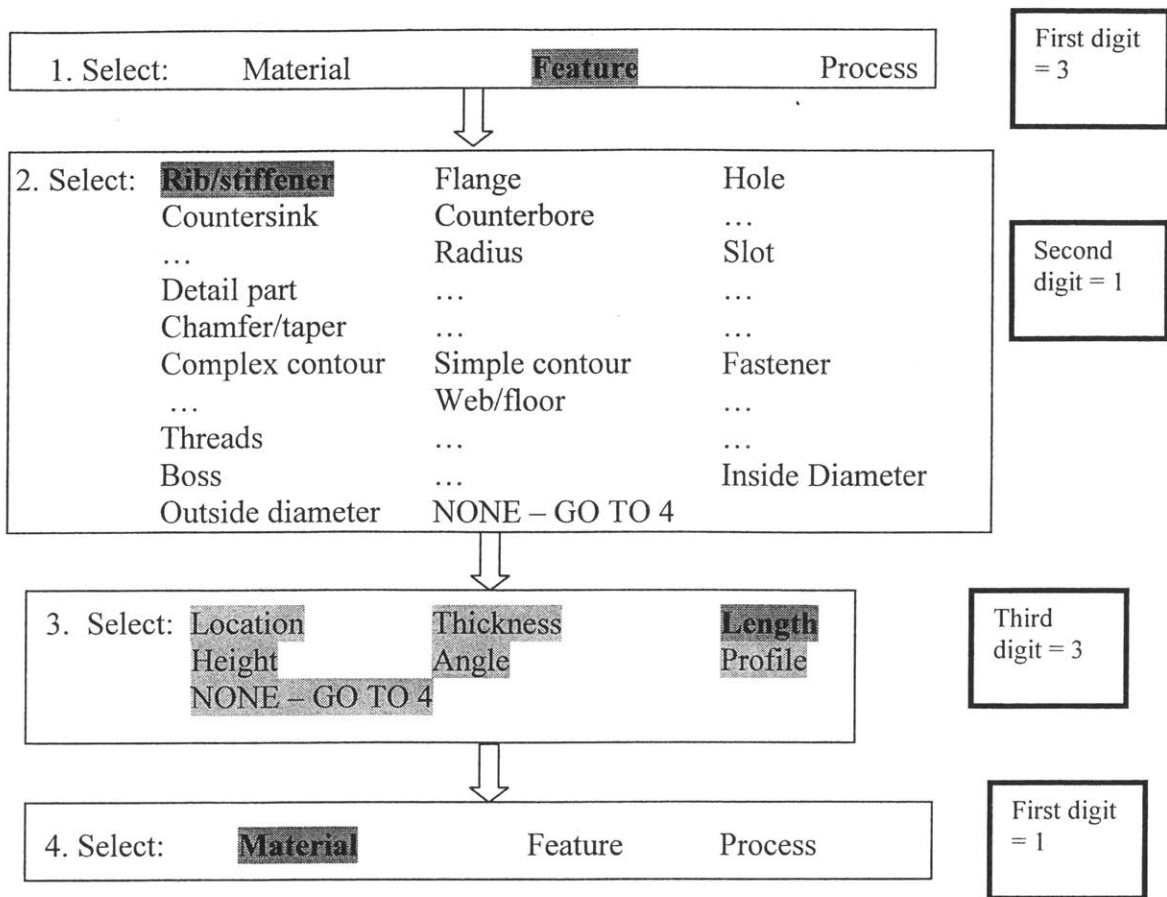 1. Select: Material Feature Process
First digit
= 3
2. Select: Rib/stiffener Flange Hole
Countersink Counterbore …
… Radius Slot
Detail part … …
Chamfer/taper … …
Complex contour Simple contour Fastener
… Web/floor …
Threads … …
Boss … Inside Diameter
Outside diameter NONE – GO TO 4
Second
digit = 1
3. Select: Location Thickness Length
Height Angle Profile
NONE – GO TO 4
Third
digit = 3
4. Select: Material Feature Process
First digit
= 1